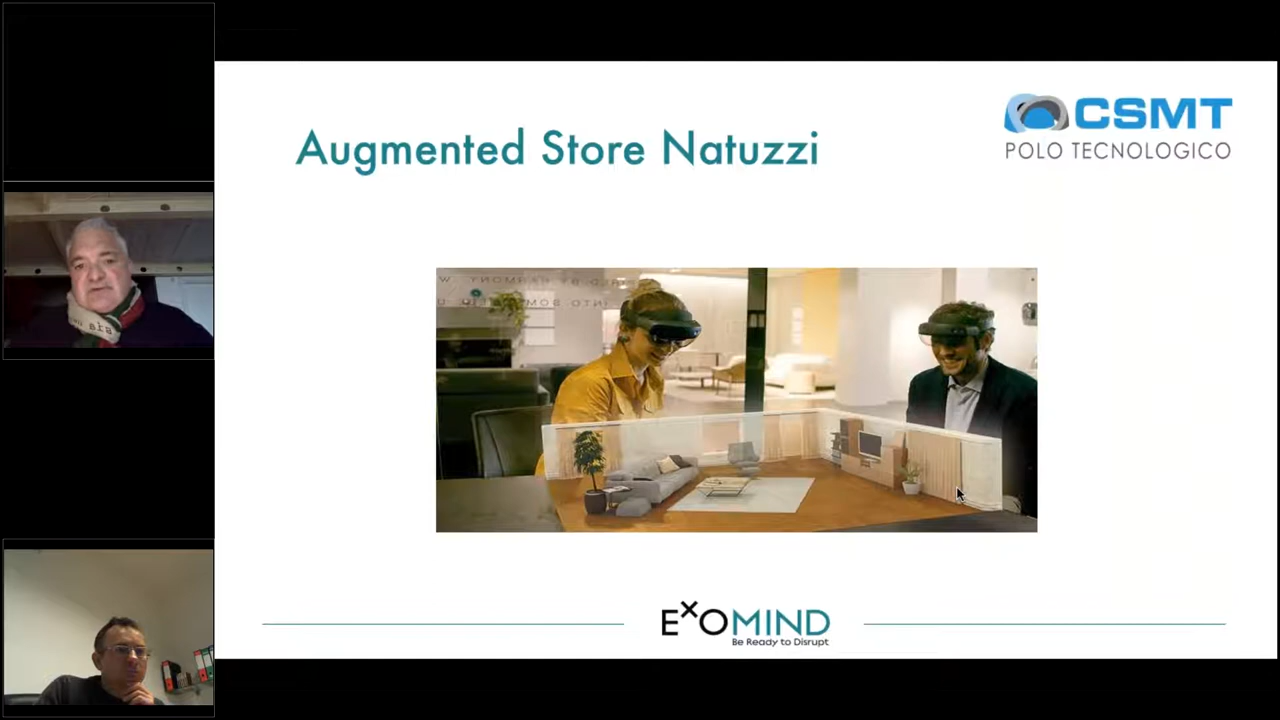 Augmented Store Natuzzi
CSMT
POLO TECNOLOGICO
EXOMIND
Be Ready to Disrupt